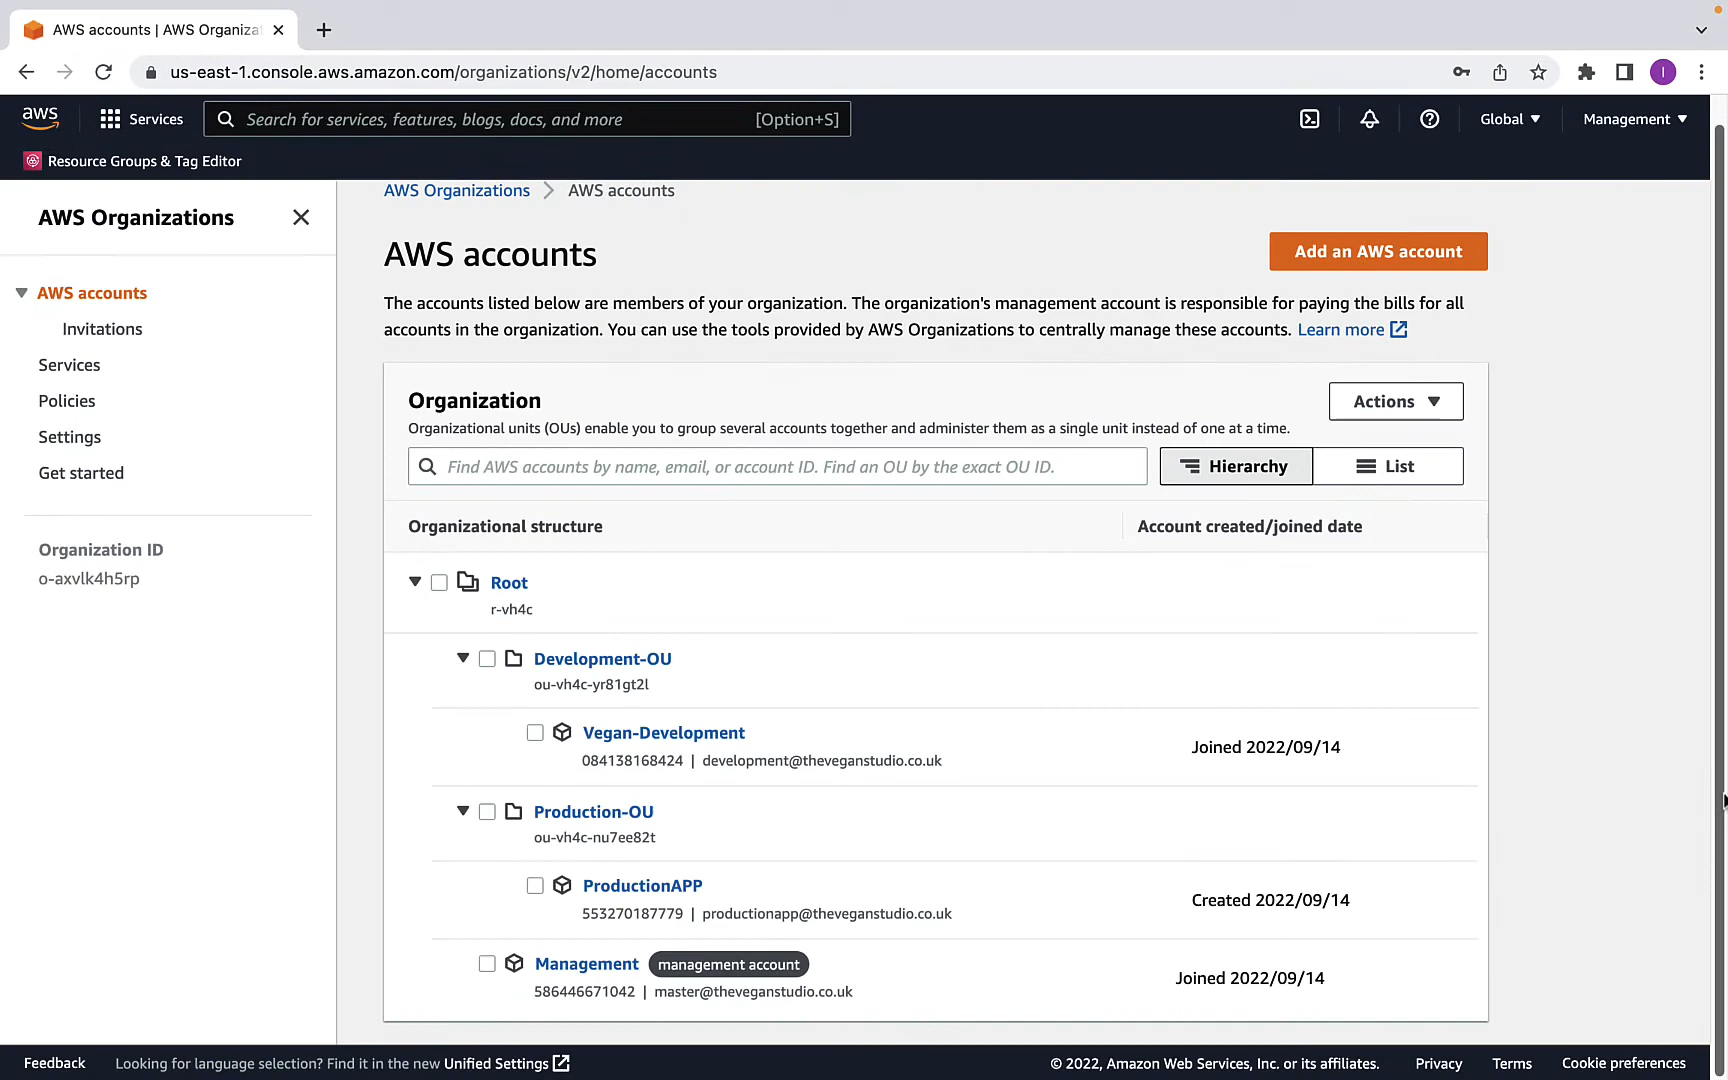 AWS accounts | AWS Organiza
us-east-1.console.aws.amazon.com/organizations/v2/home/accounts
I
aws
Services
Search for services, features, blogs, docs, and more
[Option+S]
Global
Management
Resource Groups & Tag Editor
AWS Organizations
AWS accounts
Invitations
Services
Policies
Settings
Get started
Organization ID
o-axvlk4h5rp
AWS Organizations > AWS accounts
AWS accounts
Add an AWS account
The accounts listed below are members of your organization. The organization's management account is responsible for paying the bills for all
accounts in the organization. You can use the tools provided by AWS Organizations to centrally manage these accounts. Learn more
Organization
Actions
Organizational units (OUs) enable you to group several accounts together and administer them as a single unit instead of one at a time.
Find AWS accounts by name, email, or account ID. Find an OU by the exact OU ID.
Hierarchy
List
Organizational structure
Account created/joined date
Root
r-vh4c
Development-OU
ou-vh4c-yr81gt2l
Vegan-Development
084138168424 | development@theveganstudio.co.uk
Joined 2022/09/14
Production-OU
ou-vh4c-nu7ee82t
ProductionAPP
553270187779 | productionapp@theveganstudio.co.uk
Created 2022/09/14
Management management account
586446671042 | master@theveganstudio.co.uk
Joined 2022/09/14
Feedback
Looking for language selection? Find it in the new Unified Settings
© 2022, Amazon Web Services, Inc. or its affiliates.
Privacy
Terms
Cookie preferences